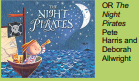 THE
NIGHT
PIRATES
OR The
Night
Pirates
Pete
Harris and
Deborah
Allwright